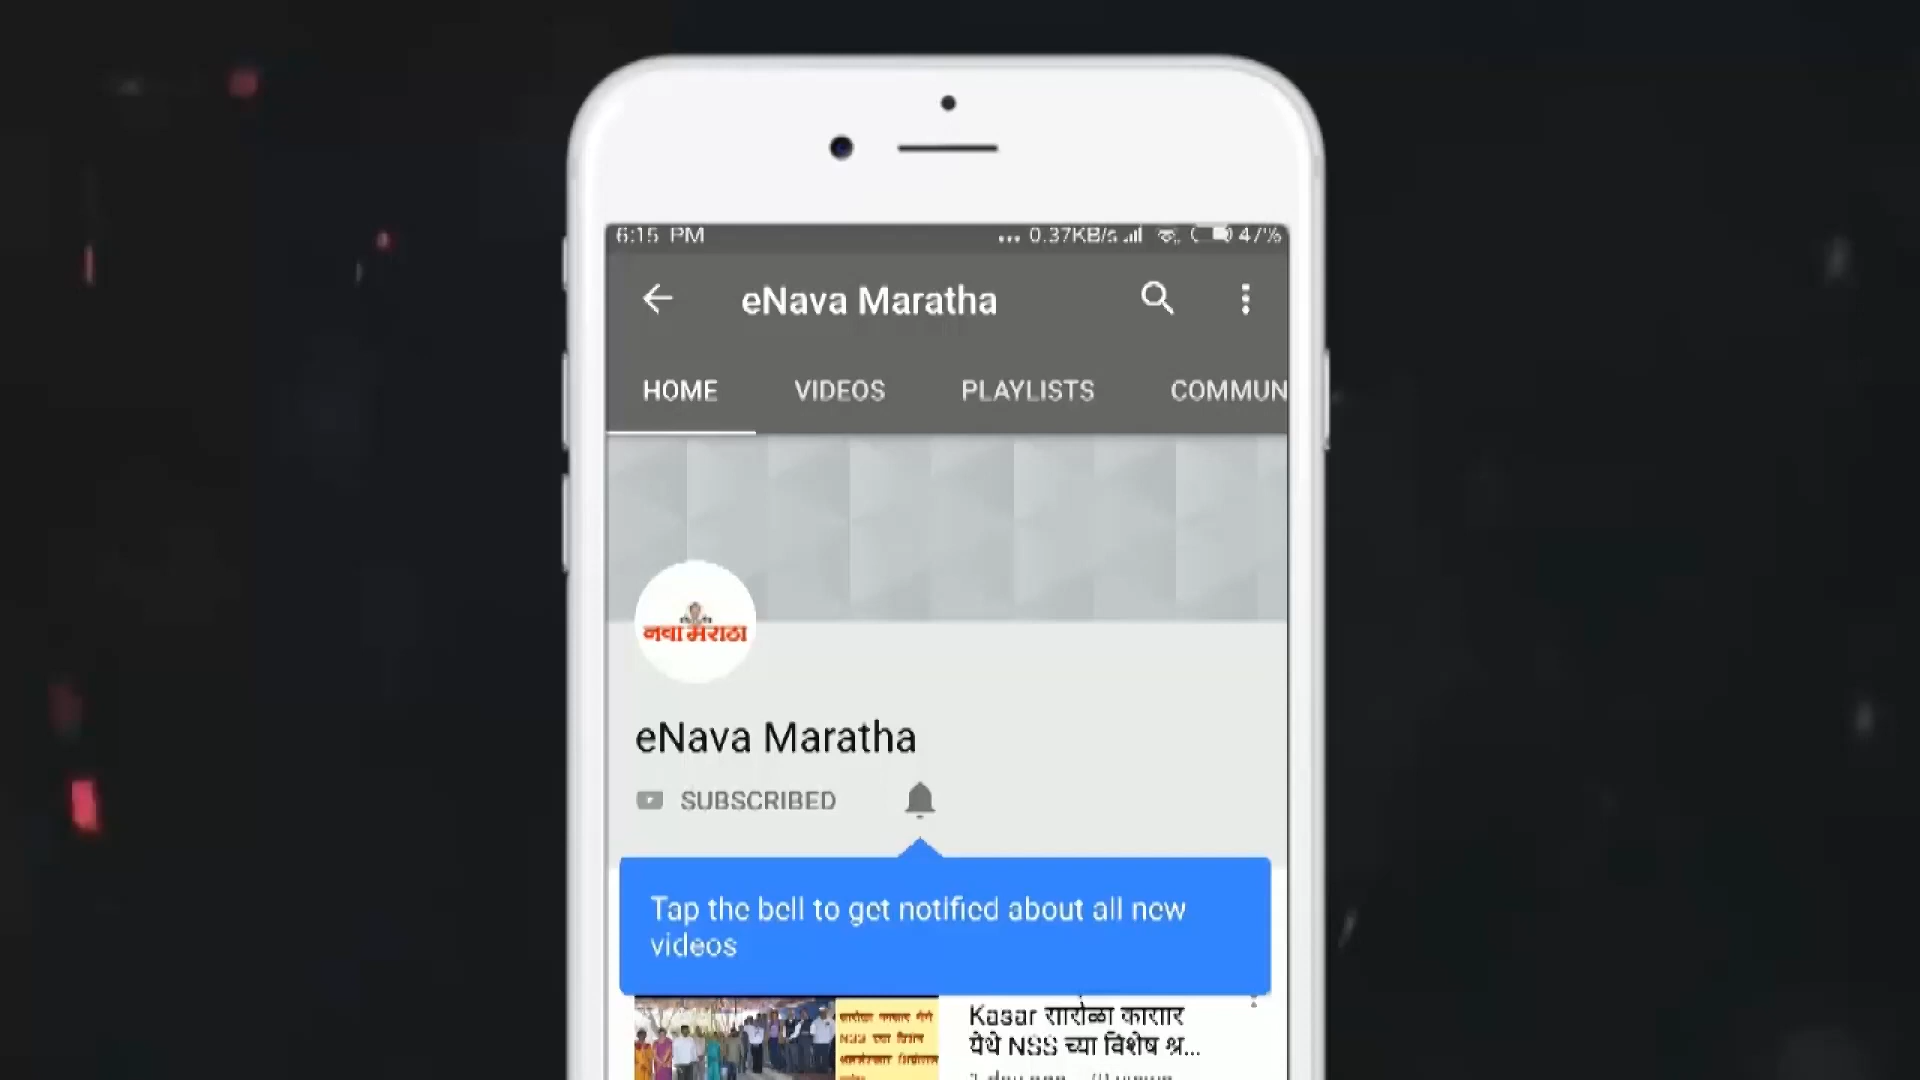 6:15 PM
... 0.37KB/s 47%
eNava Maratha
HOME
VIDEOS
PLAYLISTS
COMMUN
नवा मराठा
eNava Maratha
SUBSCRIBED
Tap the bell to get notified about all new
videos
Kasar सारोळा कासार
येथे NSS च्या विशेष श्र...